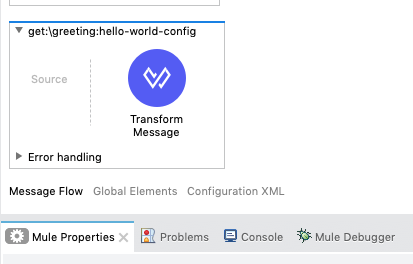 get:\greeting:hello-world-config
Source
Transform
Message
Error handling
Message Flow Global Elements Configuration XML
Mule Properties Problems Console Mule Debugger